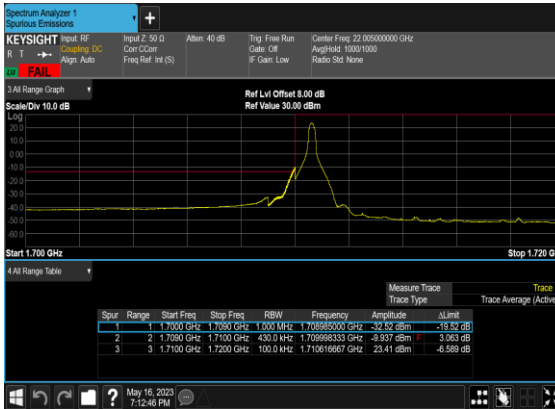 Spectrum Analyzer 1
Spurious Emissions
KEYSIGHT
R T
LW FAIL
Input: RF
Coupling: DC
Align: Auto
Input Z: 50 Ω
Corr CCorr
Freq Ref: Int (S)
Atten: 40 dB
Trig: Free Run
Gate: Off
IF Gain: Low
Center Freq: 22.005000000 GHz
Avg|Hold: 1000/1000
Radio Std: None
3 All Range Graph
Scale/Div 10.0 dB
Ref Lvl Offset 8.00 dB
Ref Value 30.00 dBm
Log
20.0
10.0
0.00
-10.0
-20.0
-30.0
-40.0
-50.0
-60.0
Start 1.700 GHz
Stop 1.720 G
4 All Range Table
Measure Trace Trace
Trace Type Trace Average (Active
Spur Range Start Freq Stop Freq RBW Frequency Amplitude ΔLimit
1 1 1.7000 GHz 1.7090 GHz 1.000 MHz 1.708985000 GHz -32.52 dBm -19.52 dB
2 2 1.7090 GHz 1.7100 GHz 430.0 kHz 1.709998333 GHz -9.937 dBm F 3.063 dB
3 3 1.7100 GHz 1.7200 GHz 100.0 kHz 1.710616667 GHz 23.41 dBm -6.589 dB
?
May 16, 2023
7:12:46 PM